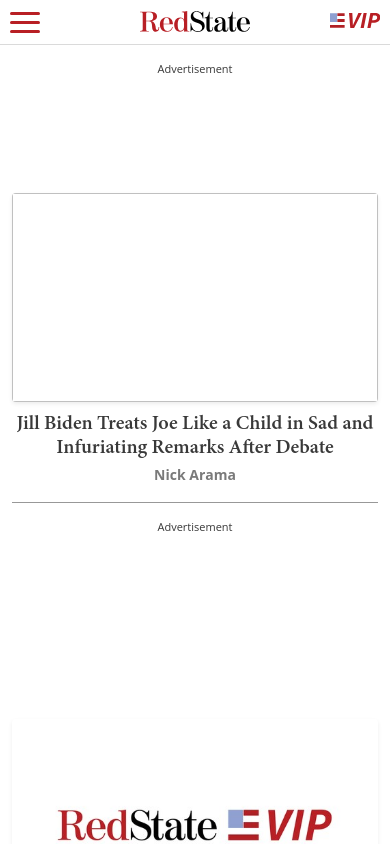 RedState VIP
Advertisement
Jill Biden Treats Joe Like a Child in Sad and
Infuriating Remarks After Debate
Nick Arama
Advertisement
RedState VIP